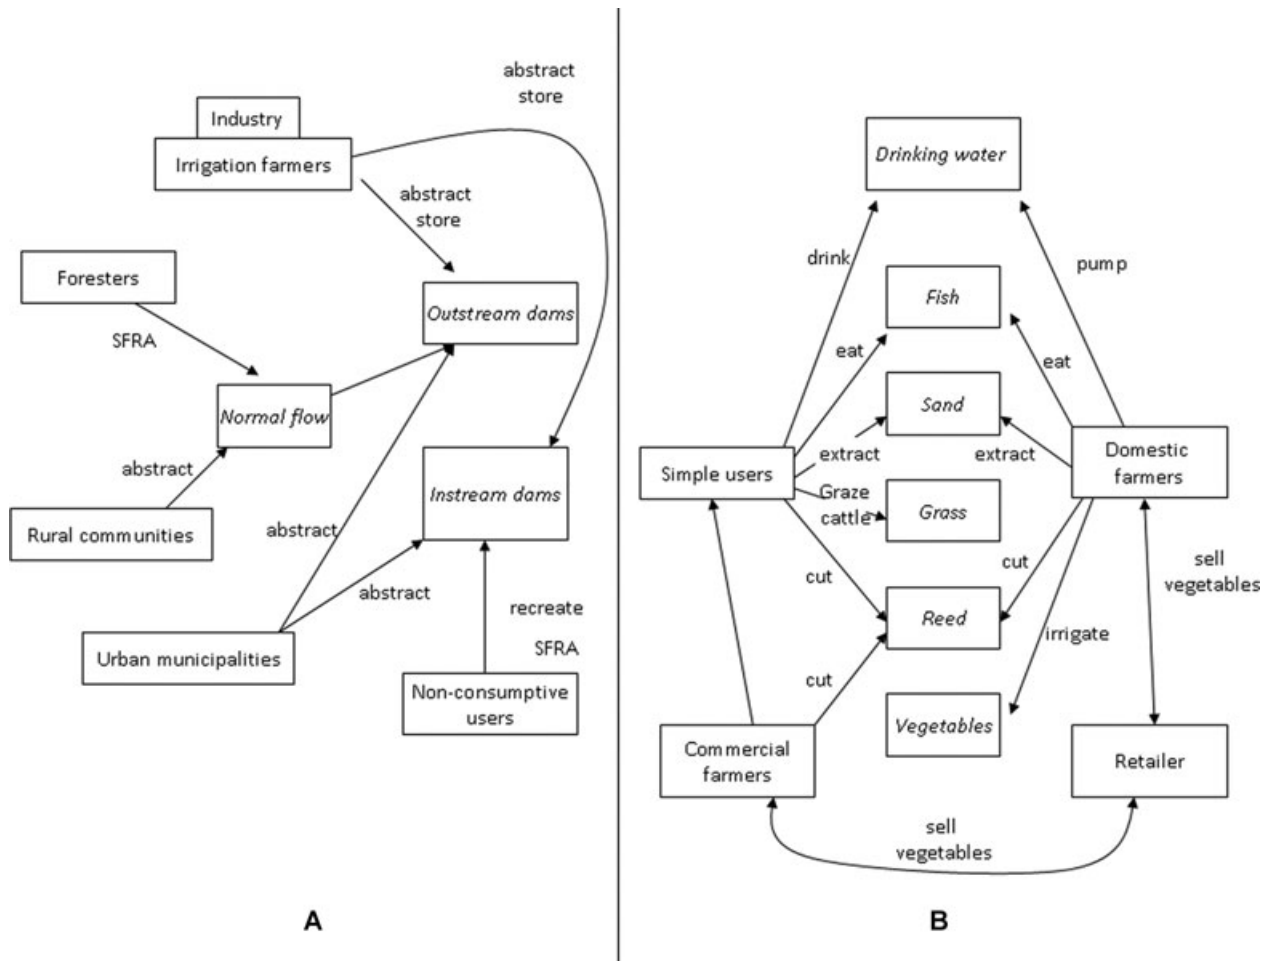 abstract
store
Industry
Irrigation farmers
abstract
store
Foresters
SFRA
Outstream dams
Normal flow
abstract
Rural communities
Instream dams
abstract
abstract
recreate
SFRA
Urban municipalities
Non-consumptive
users
A
Drinking water
drink
pump
Fish
eat
eat
Sand
extract
extract
Simple users
Domestic
farmers
Graze
cattle
Grass
cut
cut
sell
vegetables
Reed
irrigate
cut
Vegetables
Commercial
farmers
Retailer
sell
vegetables
B